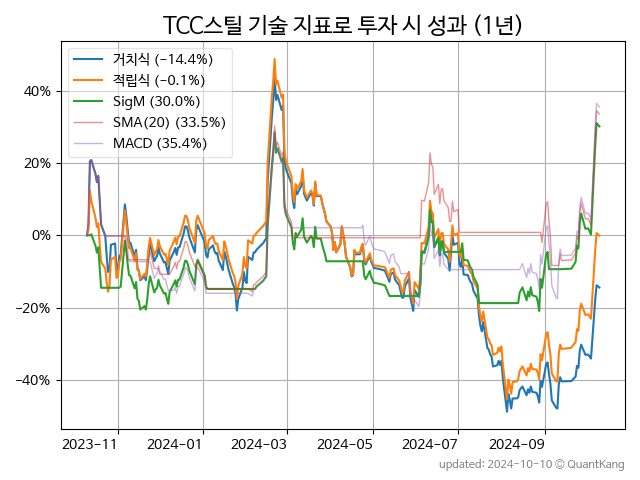 TCC스틸 기술 지표로 투자 시 성과 (1년)
거치식 (−14.4%)
적립식 (−0.1%)
SigM (30.0%)
SMA(20) (33.5%)
MACD (35.4%)
40%
20%
0%
−20%
−40%
2023-11 2024-01 2024-03 2024-05 2024-07 2024-09
updated: 2024-10-10 © QuantKang